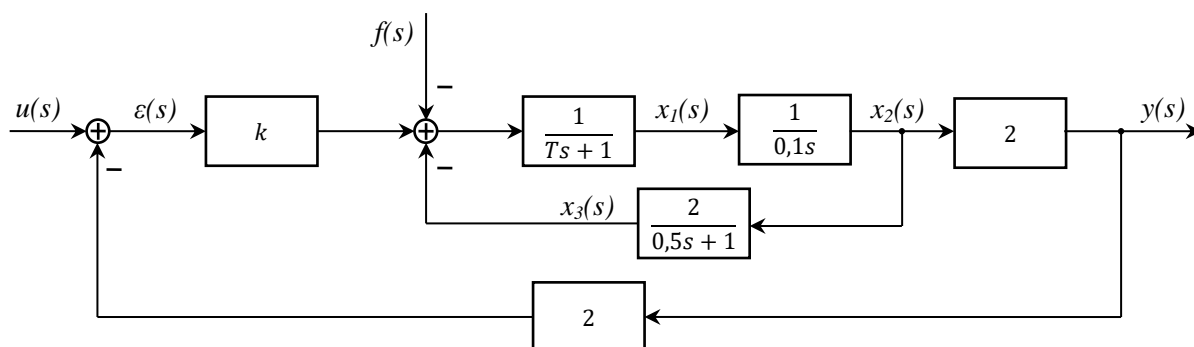 f(s)
u(s) ε(s) k 1/(Ts + 1) x₁(s) 1/(0,1s) x₂(s) 2 y(s)
− − −
x₃(s) 2/(0,5s + 1)
2